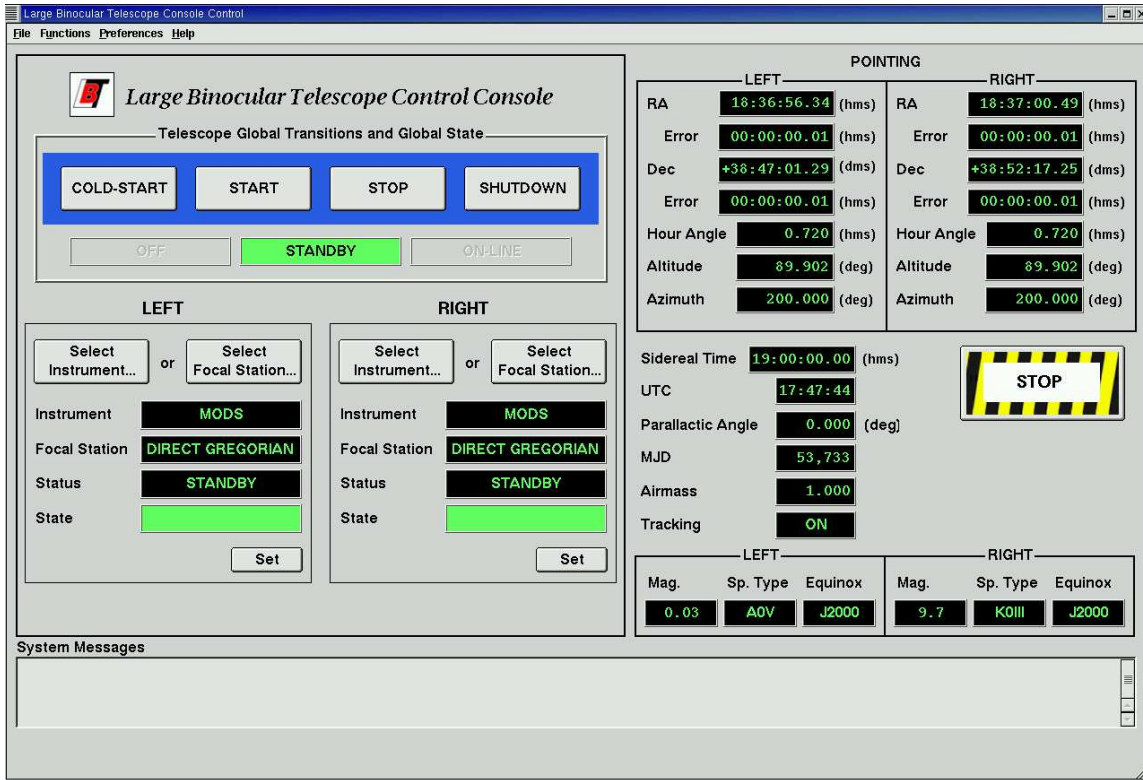 Large Binocular Telescope Console Control
File Functions Preferences Help
BT Large Binocular Telescope Control Console
Telescope Global Transitions and Global State
COLD-START START STOP SHUTDOWN
OFF STANDBY ON-LINE
LEFT
Select Instrument... or Select Focal Station...
Instrument MODS
Focal Station DIRECT GREGORIAN
Status STANDBY
State
Set
RIGHT
Select Instrument... or Select Focal Station...
Instrument MODS
Focal Station DIRECT GREGORIAN
Status STANDBY
State
Set
POINTING
LEFT
RA 18:36:56.34 (hms)
Error 00:00:00.01 (hms)
Dec +38:47:01.29 (dms)
Error 00:00:00.01 (hms)
Hour Angle 0.720 (hms)
Altitude 89.902 (deg)
Azimuth 200.000 (deg)
RIGHT
RA 18:37:00.49 (hms)
Error 00:00:00.01 (hms)
Dec +38:52:17.25 (dms)
Error 00:00:00.01 (hms)
Hour Angle 0.720 (hms)
Altitude 89.902 (deg)
Azimuth 200.000 (deg)
Sidereal Time 19:00:00.00 (hms)
UTC 17:47:44
Parallactic Angle 0.000 (deg)
MJD 53,733
Airmass 1.000
Tracking ON
STOP
LEFT
Mag. Sp. Type Equinox
0.03 A0V J2000
RIGHT
Mag. Sp. Type Equinox
9.7 K0III J2000
System Messages